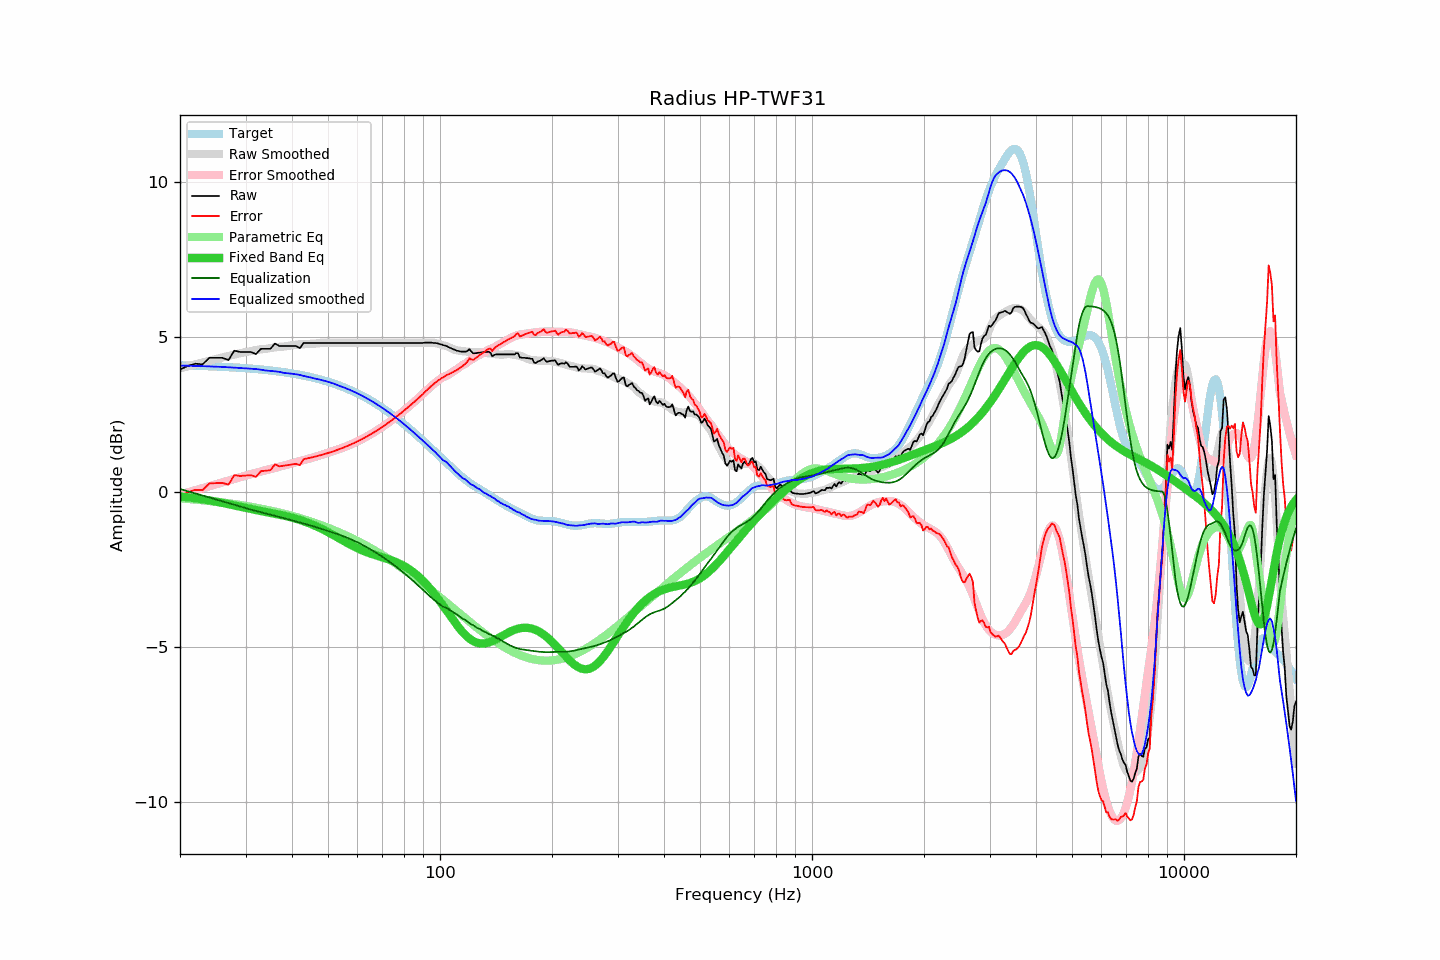 Radius HP-TWF31
Target
Raw Smoothed
Error Smoothed
Raw
Error
Parametric Eq
Fixed Band Eq
Equalization
Equalized smoothed
10
5
0
−5
−10
Amplitude (dBr)
100
1000
10000
Frequency (Hz)